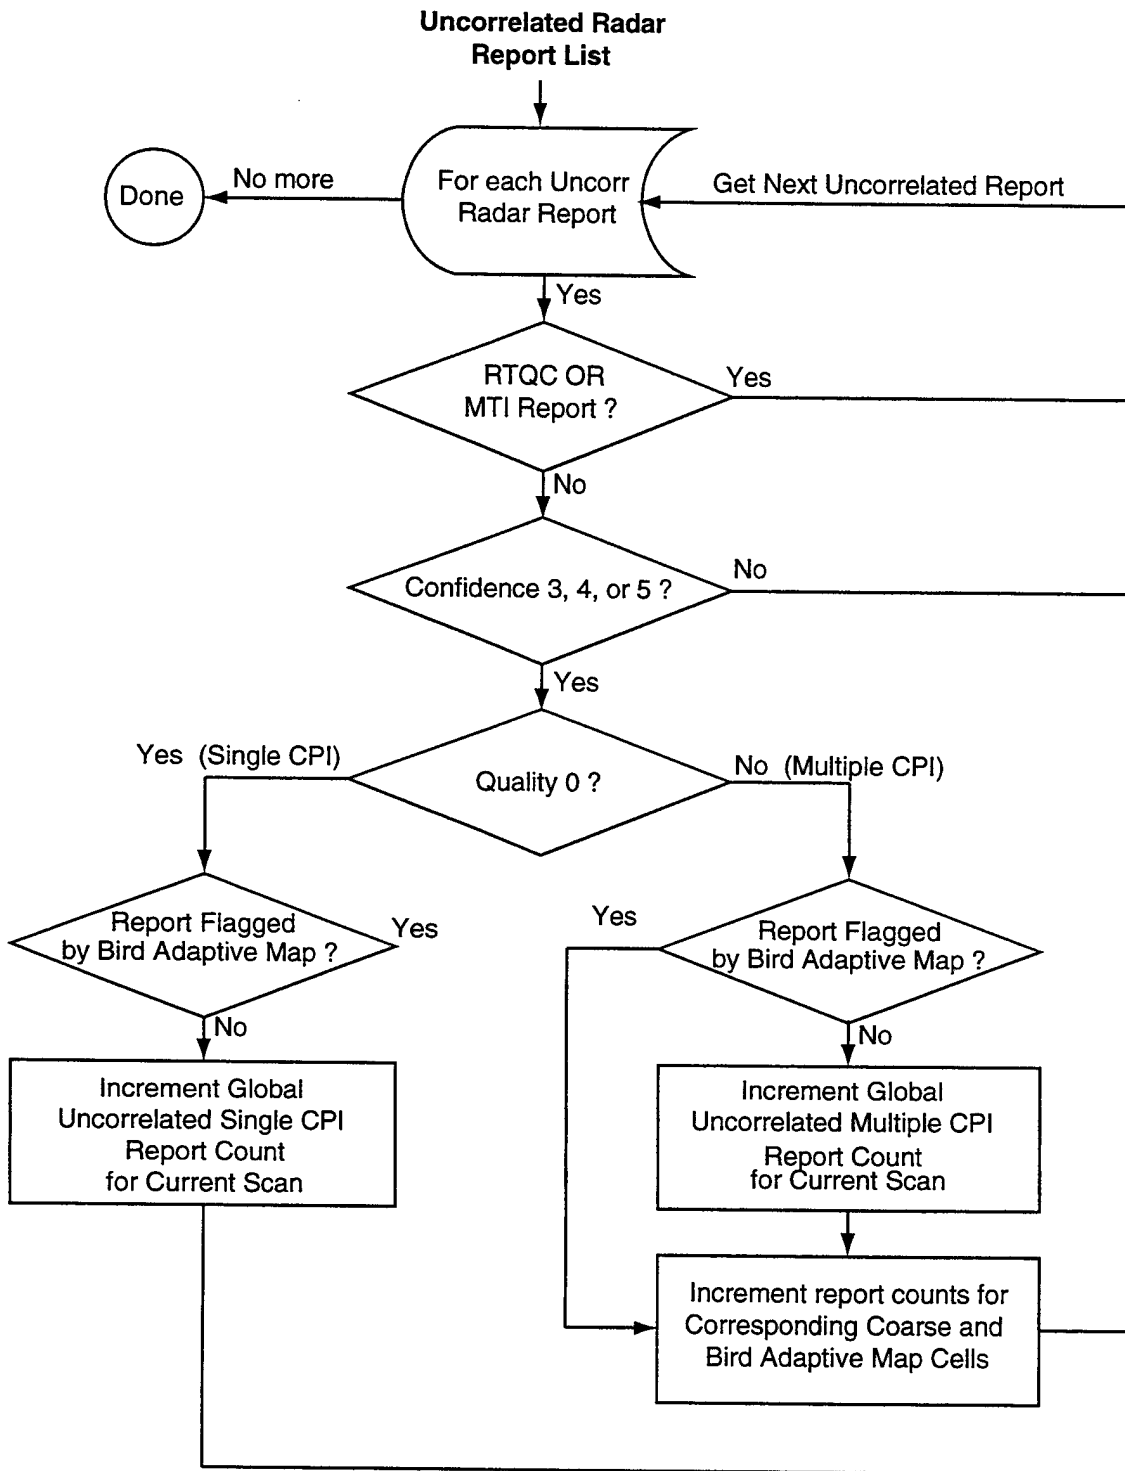 Uncorrelated Radar
Report List
Done
No more
For each Uncorr
Radar Report
Get Next Uncorrelated Report
Yes
RTQC OR
MTI Report ?
Yes
No
Confidence 3, 4, or 5 ?
No
Yes
Yes (Single CPI)
Quality 0 ?
No (Multiple CPI)
Report Flagged
by Bird Adaptive Map ?
Yes
Yes
Report Flagged
by Bird Adaptive Map ?
No
No
Increment Global
Uncorrelated Single CPI
Report Count
for Current Scan
Increment Global
Uncorrelated Multiple CPI
Report Count
for Current Scan
Increment report counts for
Corresponding Coarse and
Bird Adaptive Map Cells